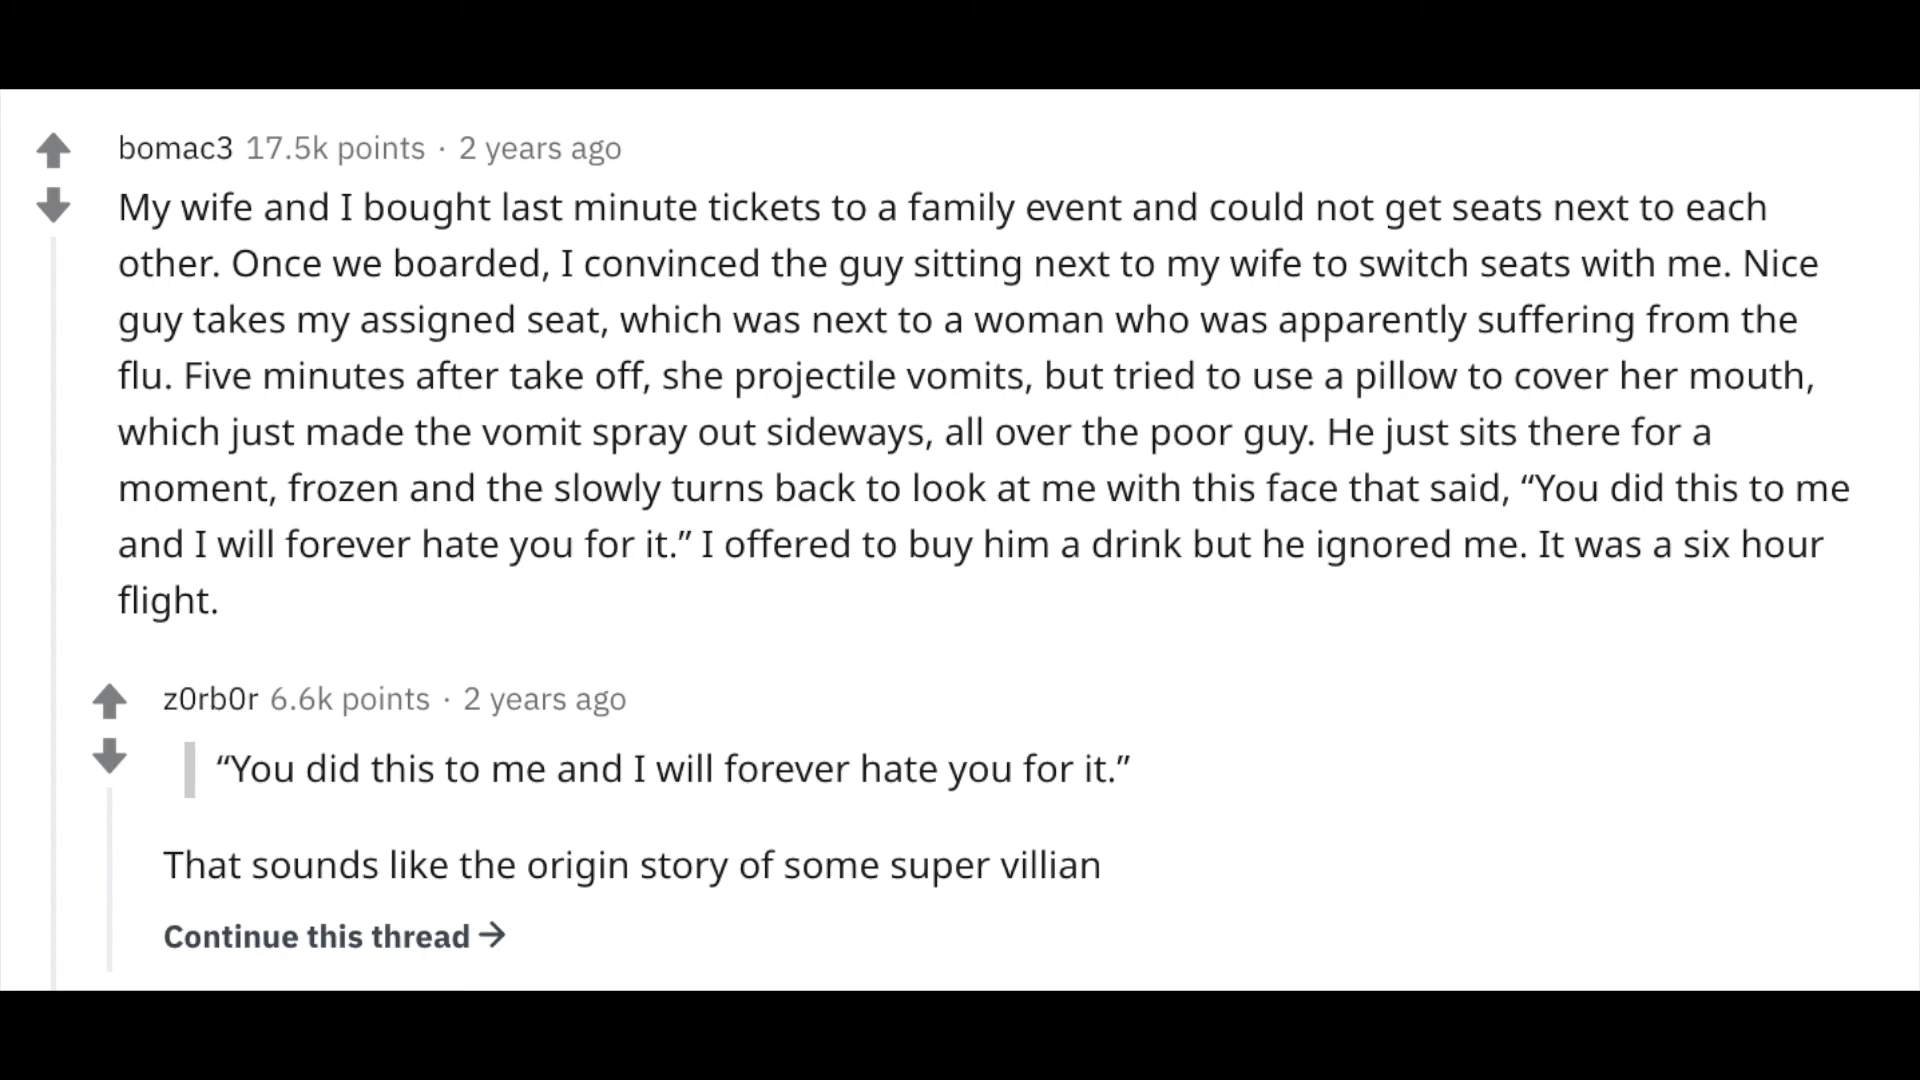 bomac3 17.5k points · 2 years ago
My wife and I bought last minute tickets to a family event and could not get seats next to each
other. Once we boarded, I convinced the guy sitting next to my wife to switch seats with me. Nice
guy takes my assigned seat, which was next to a woman who was apparently suffering from the
flu. Five minutes after take off, she projectile vomits, but tried to use a pillow to cover her mouth,
which just made the vomit spray out sideways, all over the poor guy. He just sits there for a
moment, frozen and the slowly turns back to look at me with this face that said, “You did this to me
and I will forever hate you for it.” I offered to buy him a drink but he ignored me. It was a six hour
flight.
z0rb0r 6.6k points · 2 years ago
“You did this to me and I will forever hate you for it.”
That sounds like the origin story of some super villian
Continue this thread →